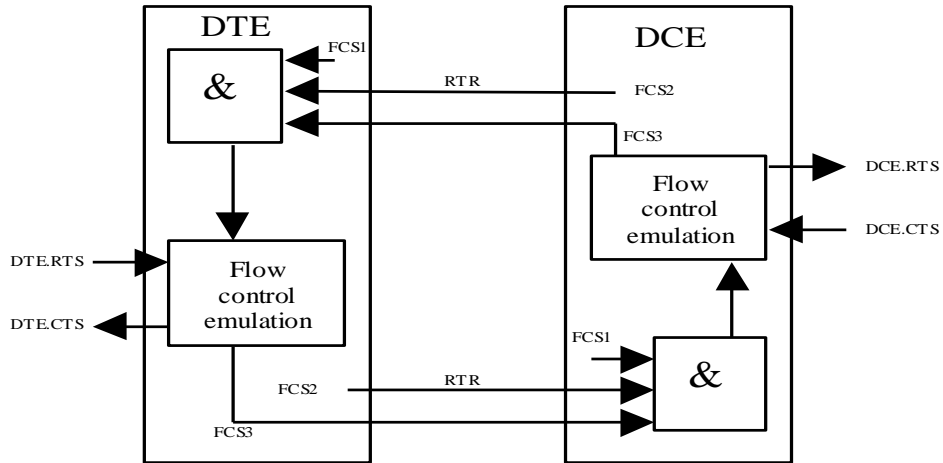 DTE
DCE
FCS1
&
RTR
FCS2
FCS3
Flow
control
emulation
DCE.RTS
DCE.CTS
DTE.RTS
DTE.CTS
Flow
control
emulation
FCS1
&
FCS2
RTR
FCS3